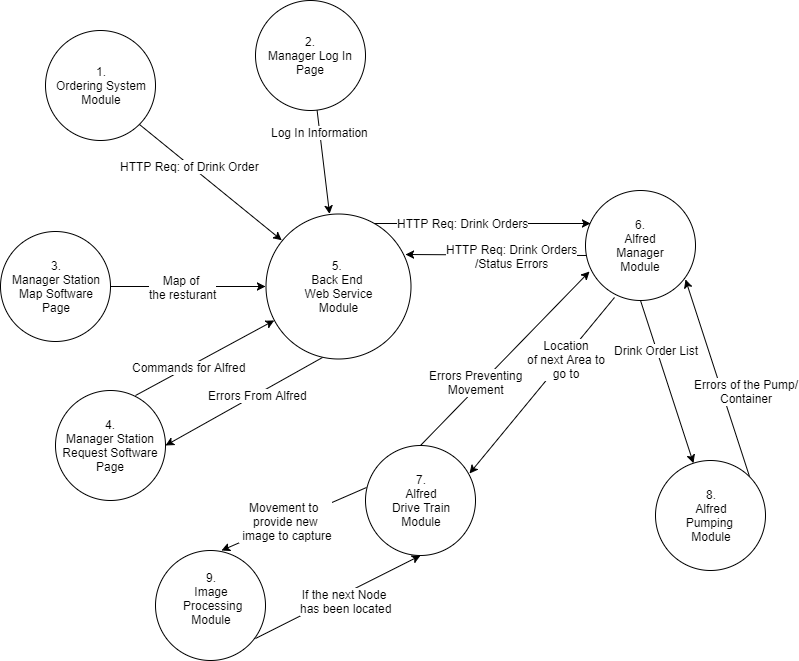 1.
Ordering System
Module
2.
Manager Log In
Page
Log In Information
HTTP Req: of Drink Order
3.
Manager Station
Map Software
Page
Map of
the resturant
5.
Back End
Web Service
Module
HTTP Req: Drink Orders
HTTP Req: Drink Orders
/Status Errors
6.
Alfred
Manager
Module
Commands for Alfred
Errors From Alfred
4.
Manager Station
Request Software
Page
Errors Preventing
Movement
Location
of next Area to
go to
Drink Order List
Errors of the Pump/
Container
7.
Alfred
Drive Train
Module
8.
Alfred
Pumping
Module
Movement to
provide new
image to capture
9.
Image
Processing
Module
If the next Node
has been located